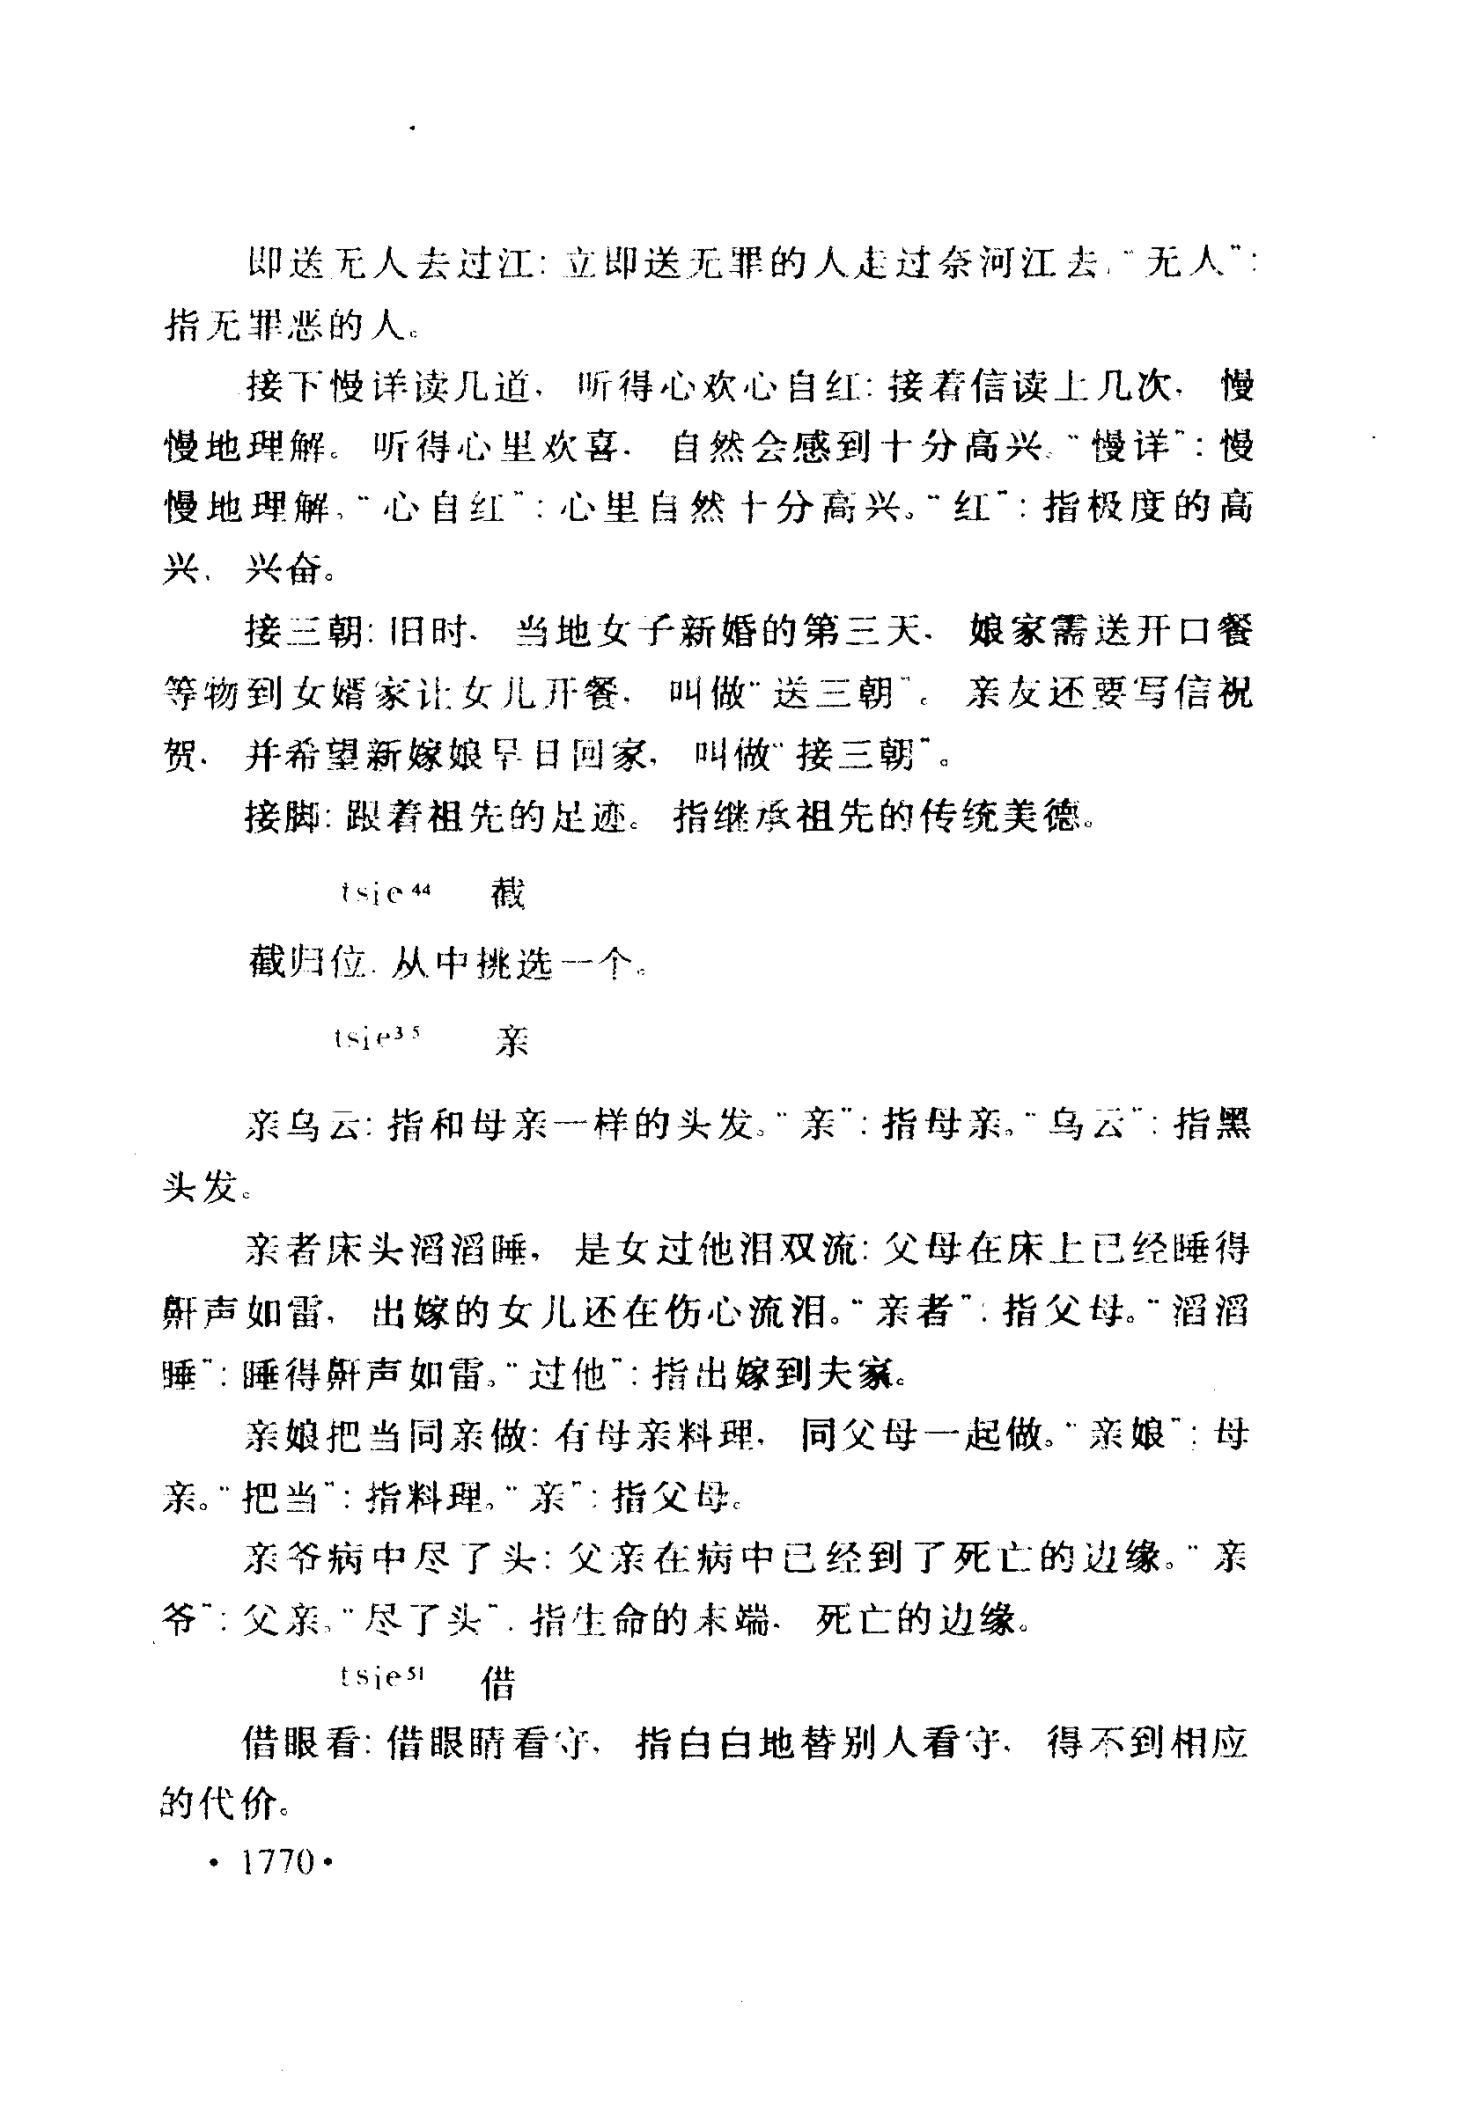 即送无人去过江:立即送无罪的人走过奈河江去。“无人”:
指无罪恶的人。
接下慢详读几道，听得心欢心自红:接着信读上几次，慢
慢地理解。听得心里欢喜，自然会感到十分高兴。“慢详”:慢
慢地理解。“心自红”:心里自然十分高兴。“红”:指极度的高
兴、兴奋。
接三朝:旧时，当地女子新婚的第三天，娘家需送开口餐
等物到女婿家让女儿开餐，叫做“送三朝”。亲友还要写信祝
贺，并希望新嫁娘早日回家，叫做“接三朝”。
接脚:跟着祖先的足迹。指继承祖先的传统美德。
tsie⁴⁴ 截
截归位:从中挑选一个。
tsie³⁵ 亲
亲乌云:指和母亲一样的头发。“亲”:指母亲。“乌云”:指黑
头发。
亲者床头滔滔睡，是女过他泪双流:父母在床上已经睡得
鼾声如雷，出嫁的女儿还在伤心流泪。“亲者”:指父母。“滔滔
睡”:睡得鼾声如雷。“过他”:指出嫁到夫家。
亲娘把当同亲做:有母亲料理，同父母一起做。“亲娘”:母
亲。“把当”:指料理。“亲”:指父母。
亲爷病中尽了头:父亲在病中已经到了死亡的边缘。“亲
爷”:父亲。“尽了头”:指生命的末端，死亡的边缘。
tsie⁵¹ 借
借眼看:借眼睛看守，指白白地替别人看守，得不到相应
的代价。
·1770·